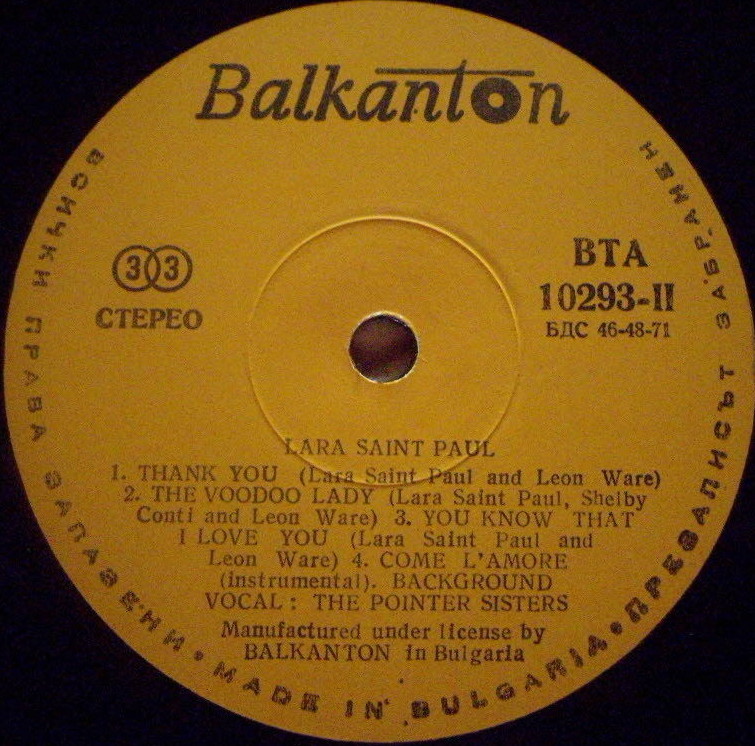 Balkanton
33
СТЕРЕО
ВТА
10293-II
БДС 46-48-71
LARA SAINT PAUL
1. THANK YOU (Lara Saint Paul and Leon Ware)
2. THE VOODOO LADY (Lara Saint Paul, Shelby
Conti and Leon Ware) 3. YOU KNOW THAT
I LOVE YOU (Lara Saint Paul and
Leon Ware) 4. COME L'AMORE
(instrumental). BACKGROUND
VOCAL: THE POINTER SISTERS
Manufactured under license by
BALKANTON in Bulgaria
ВСИЧКИ ПРАВА ЗАПАЗЕНИ • MADE IN BULGARIA • ПРЕЗАПИСЪТ ЗАБРАНЕН